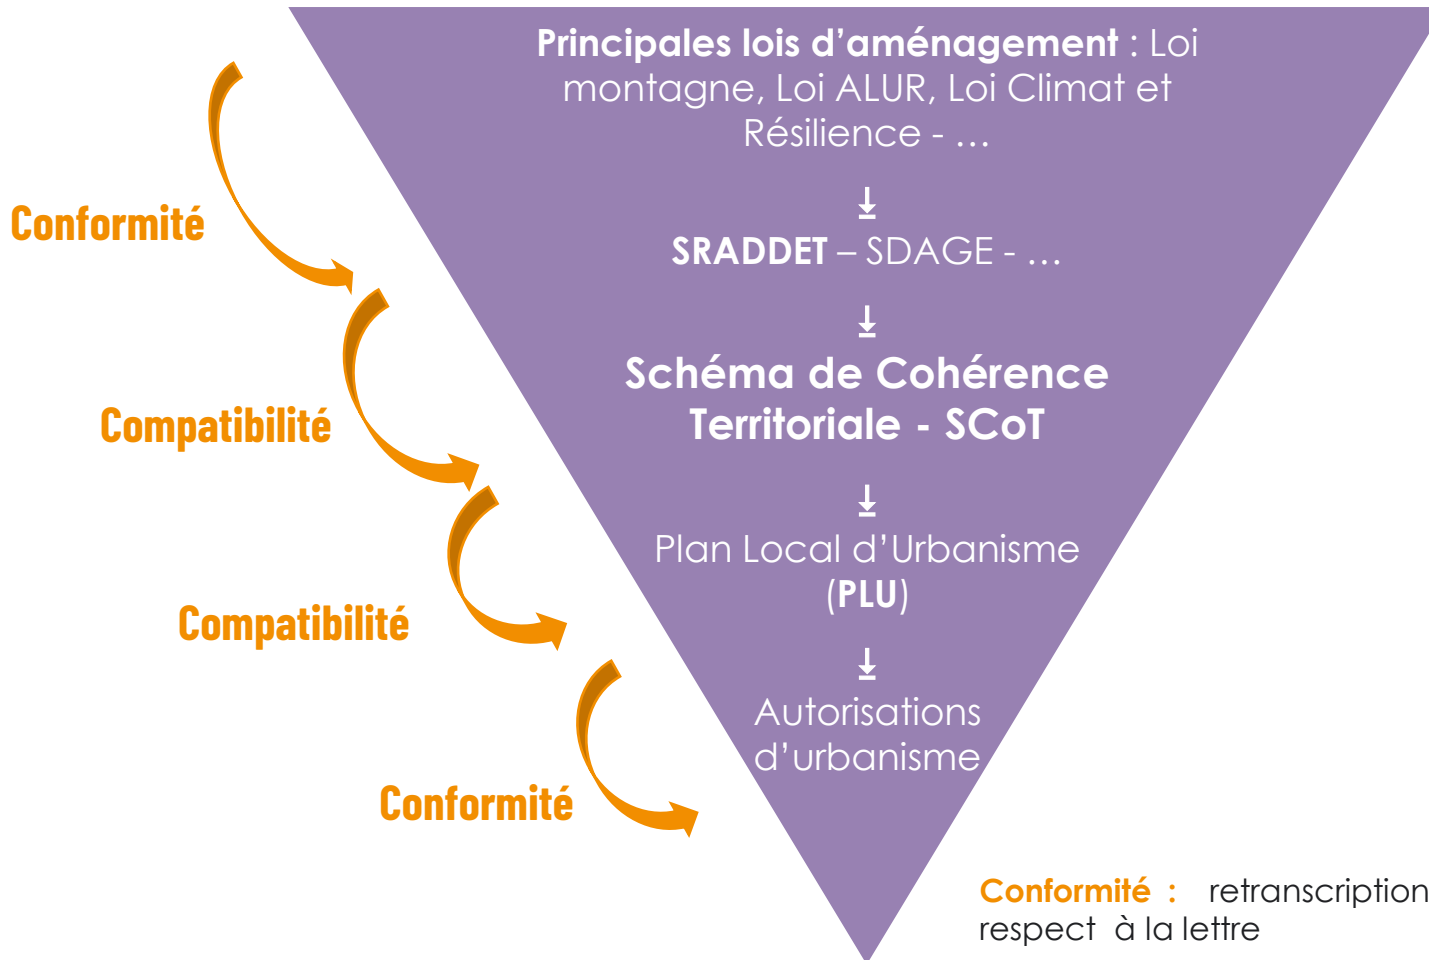 Principales lois d’aménagement : Loi
montagne, Loi ALUR, Loi Climat et
Résilience - …
Conformité
SRADDET – SDAGE - …
Compatibilité
Schéma de Cohérence
Territoriale - SCoT
Compatibilité
Plan Local d’Urbanisme
(PLU)
Conformité
Autorisations
d’urbanisme
Conformité : retranscription
respect à la lettre